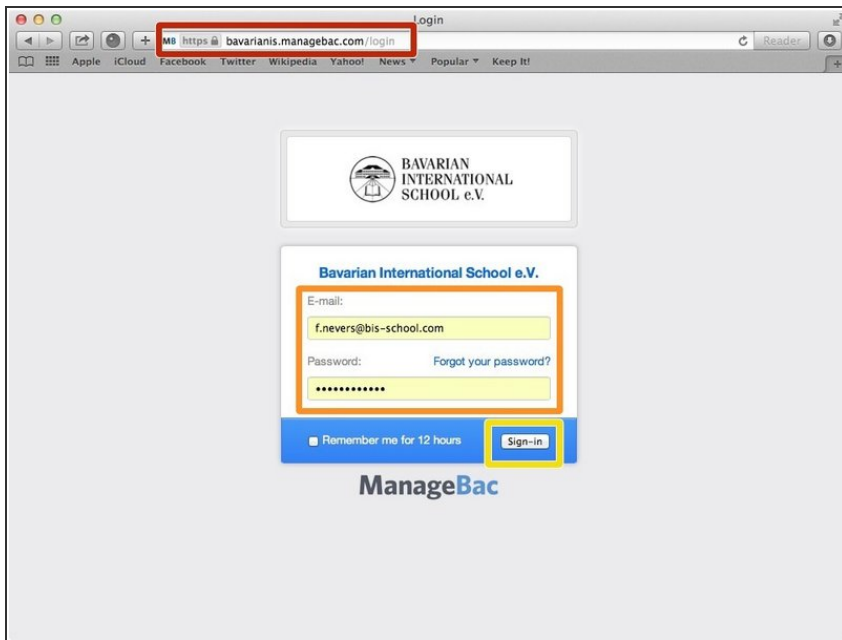 Login
MB https bavarianis.managebac.com/login Reader
Apple iCloud Facebook Twitter Wikipedia Yahoo! News Popular Keep It!
BAVARIAN
INTERNATIONAL
SCHOOL e.V.
Bavarian International School e.V.
E-mail:
f.nevers@bis-school.com
Password: Forgot your password?
••••••••••••
Remember me for 12 hours Sign-in
ManageBac